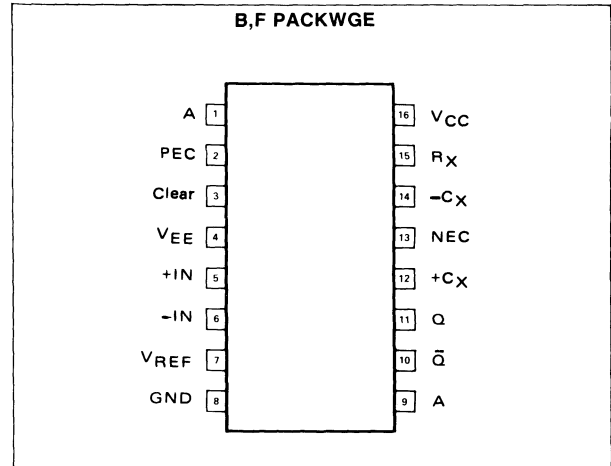 B,F PACKWGE
A 1 16 VCC
PEC 2 15 RX
Clear 3 14 -CX
VEE 4 13 NEC
+IN 5 12 +CX
-IN 6 11 Q
VREF 7 10 Q̄
GND 8 9 A